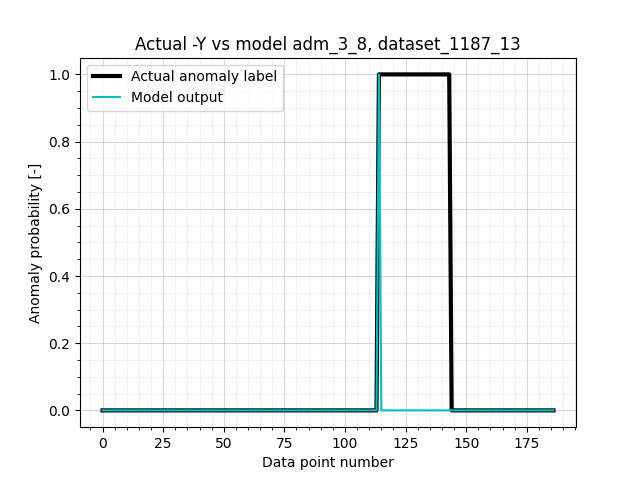 Actual -Y vs model adm_3_8, dataset_1187_13
Actual anomaly label
Model output
Anomaly probability [-]
1.0
0.8
0.6
0.4
0.2
0.0
0 25 50 75 100 125 150 175
Data point number